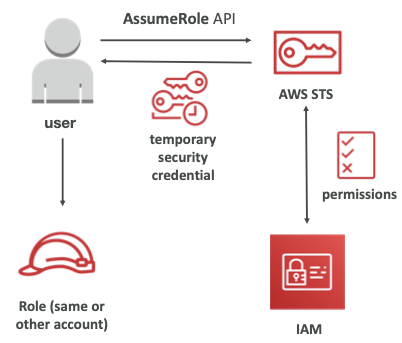 AssumeRole API
user
AWS STS
temporary
security
credential
permissions
Role (same or
other account)
IAM